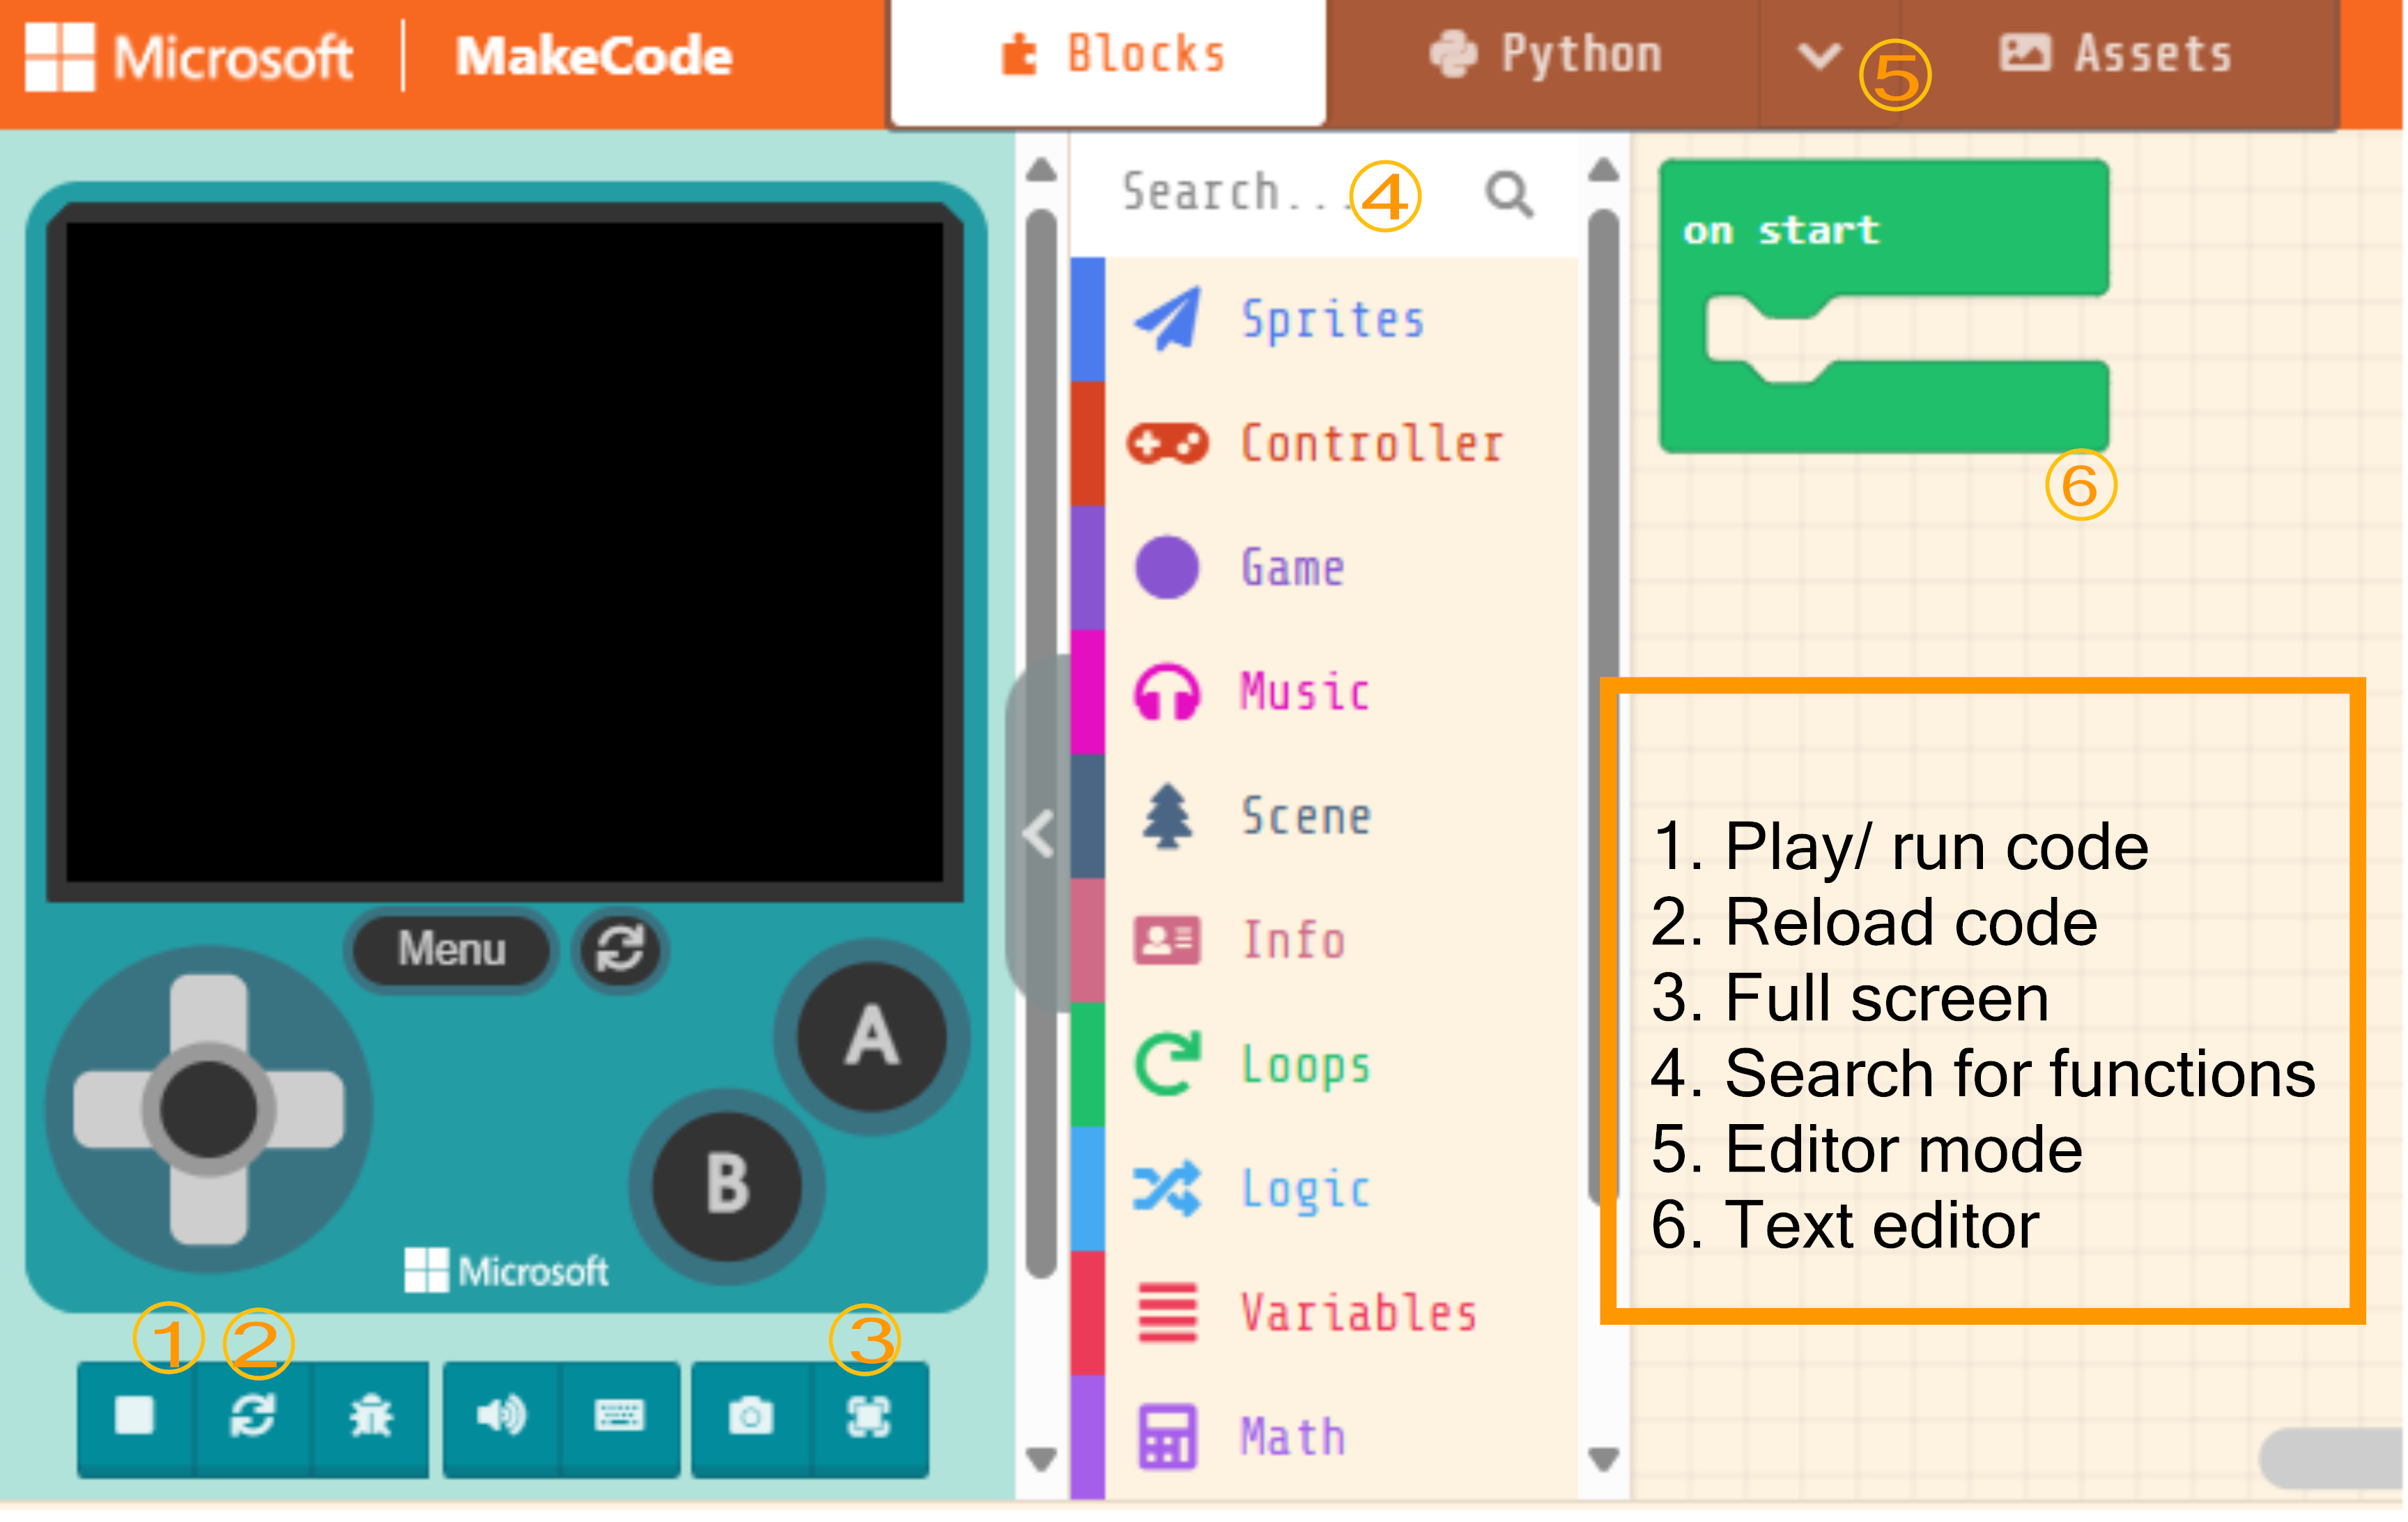 Microsoft | MakeCode
Blocks
Python
⑤
Assets
Search...
④
Sprites
Controller
Game
Music
Scene
Info
Loops
Logic
Variables
Math
on start
⑥
Menu
A
B
Microsoft
①
②
③
1. Play/ run code
2. Reload code
3. Full screen
4. Search for functions
5. Editor mode
6. Text editor